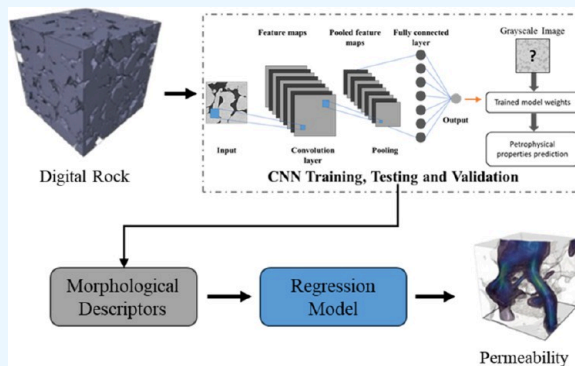 Feature maps
Pooled feature
maps
Fully connected
layer
Grayscale Image
?
Trained model weights
Petrophysical
properties prediction
Input
Convolution
layer
Pooling
Output
CNN Training, Testing and Validation
Digital Rock
Morphological
Descriptors
Regression
Model
Permeability